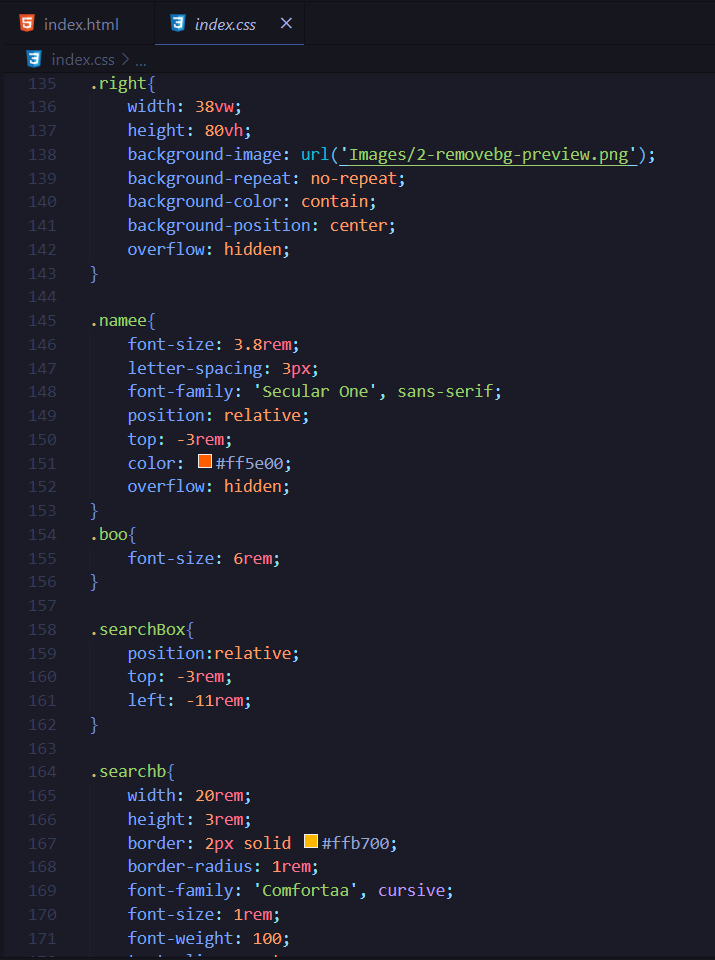 index.html
index.css
index.css > ...
135 .right{
136 width: 38vw;
137 height: 80vh;
138 background-image: url('Images/2-removebg-preview.png');
139 background-repeat: no-repeat;
140 background-color: contain;
141 background-position: center;
142 overflow: hidden;
143 }
144
145 .namee{
146 font-size: 3.8rem;
147 letter-spacing: 3px;
148 font-family: 'Secular One', sans-serif;
149 position: relative;
150 top: -3rem;
151 color: #ff5e00;
152 overflow: hidden;
153 }
154 .boo{
155 font-size: 6rem;
156 }
157
158 .searchBox{
159 position:relative;
160 top: -3rem;
161 left: -11rem;
162 }
163
164 .searchb{
165 width: 20rem;
166 height: 3rem;
167 border: 2px solid #ffb700;
168 border-radius: 1rem;
169 font-family: 'Comfortaa', cursive;
170 font-size: 1rem;
171 font-weight: 100;